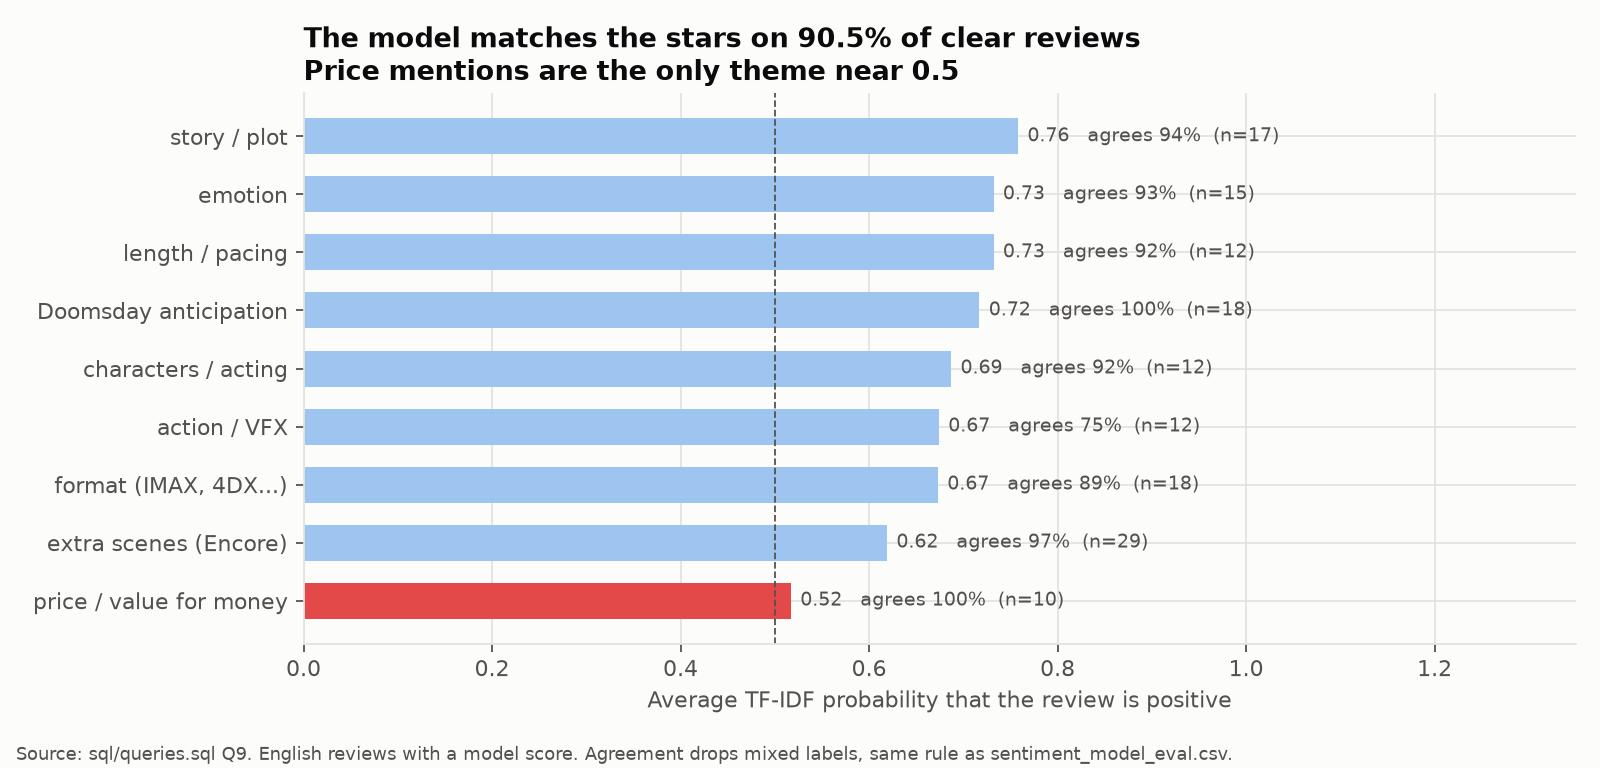 The model matches the stars on 90.5% of clear reviews
Price mentions are the only theme near 0.5
story / plot 0.76 agrees 94% (n=17)
emotion 0.73 agrees 93% (n=15)
length / pacing 0.73 agrees 92% (n=12)
Doomsday anticipation 0.72 agrees 100% (n=18)
characters / acting 0.69 agrees 92% (n=12)
action / VFX 0.67 agrees 75% (n=12)
format (IMAX, 4DX...) 0.67 agrees 89% (n=18)
extra scenes (Encore) 0.62 agrees 97% (n=29)
price / value for money 0.52 agrees 100% (n=10)
0.0 0.2 0.4 0.6 0.8 1.0 1.2
Average TF-IDF probability that the review is positive
Source: sql/queries.sql Q9. English reviews with a model score. Agreement drops mixed labels, same rule as sentiment_model_eval.csv.